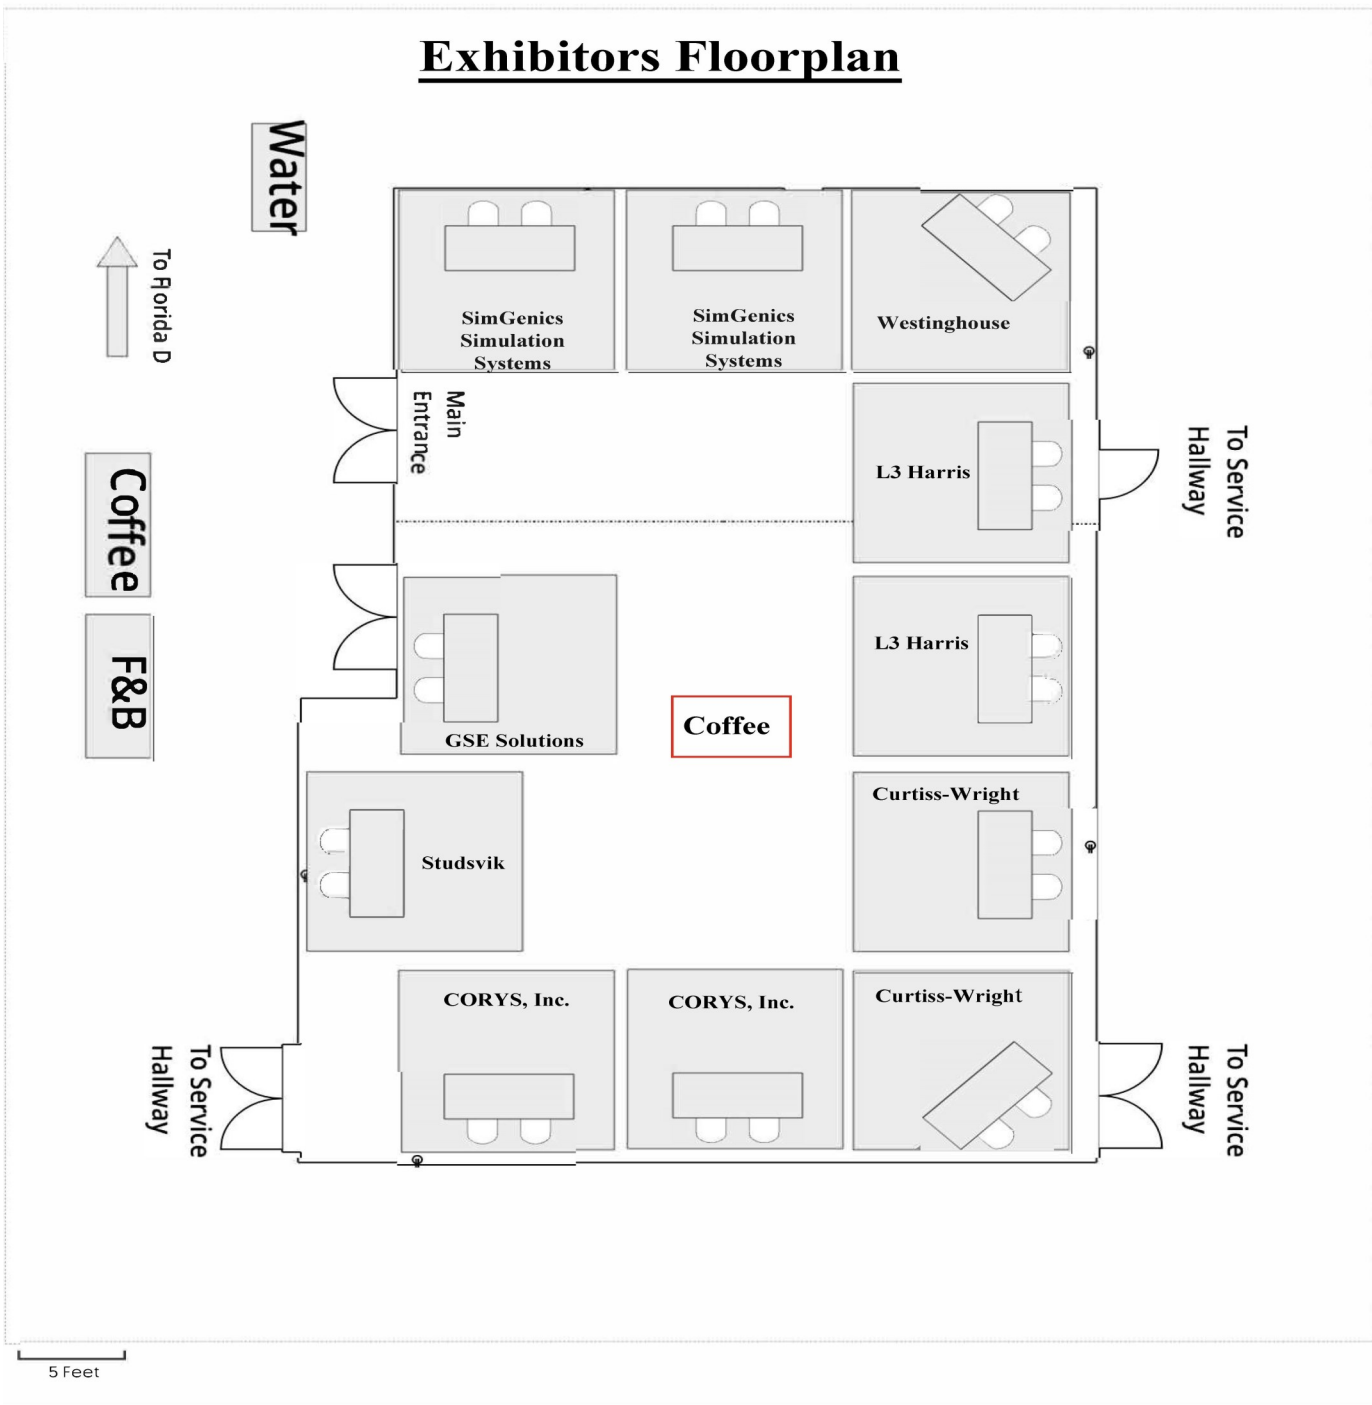 Exhibitors Floorplan
Water
To Florida D
SimGenics
Simulation
Systems
SimGenics
Simulation
Systems
Westinghouse
Main
Entrance
L3 Harris
To Service
Hallway
Coffee
F&B
GSE Solutions
Coffee
L3 Harris
Studsvik
Curtiss-Wright
CORYS, Inc.
CORYS, Inc.
Curtiss-Wright
To Service
Hallway
To Service
Hallway
5 Feet